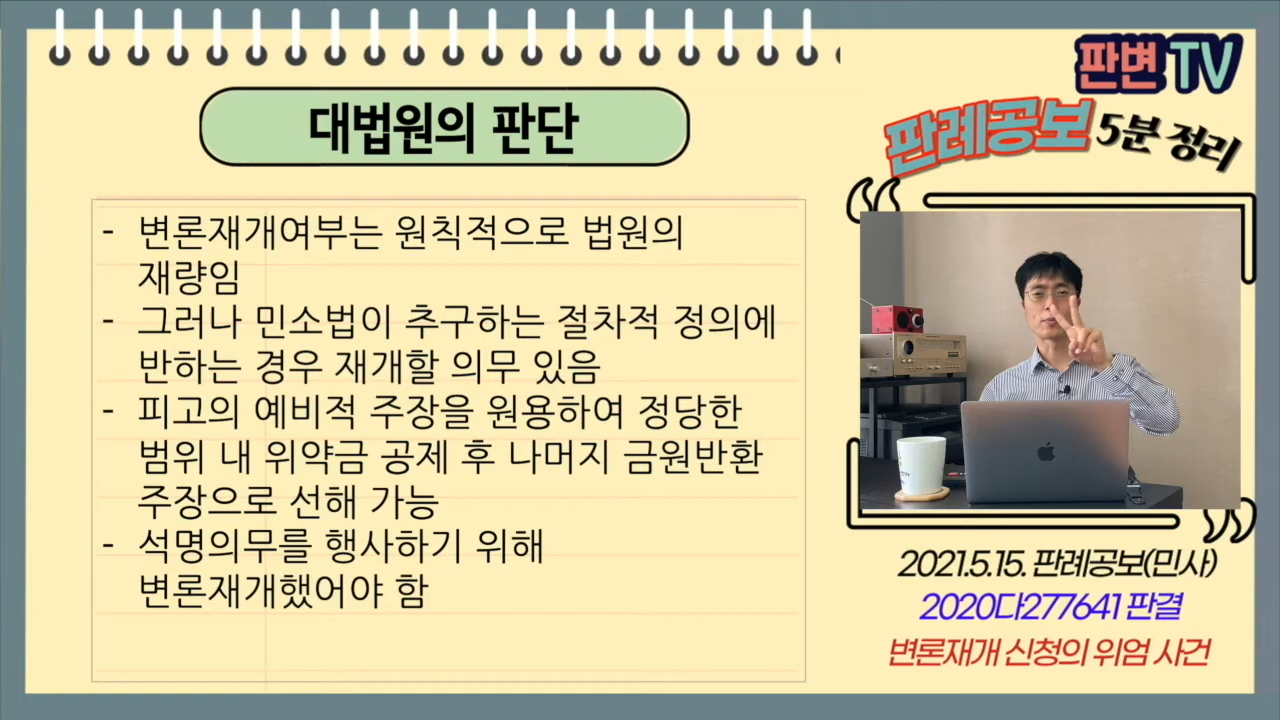 판변 TV
판례공보 5분 정리
대법원의 판단
- 변론재개여부는 원칙적으로 법원의
재량임
- 그러나 민소법이 추구하는 절차적 정의에
반하는 경우 재개할 의무 있음
- 피고의 예비적 주장을 원용하여 정당한
범위 내 위약금 공제 후 나머지 금원반환
주장으로 선해 가능
- 석명의무를 행사하기 위해
변론재개했어야 함
2021.5.15. 판례공보(민사)
2020다277641 판결
변론재개 신청의 위엄 사건